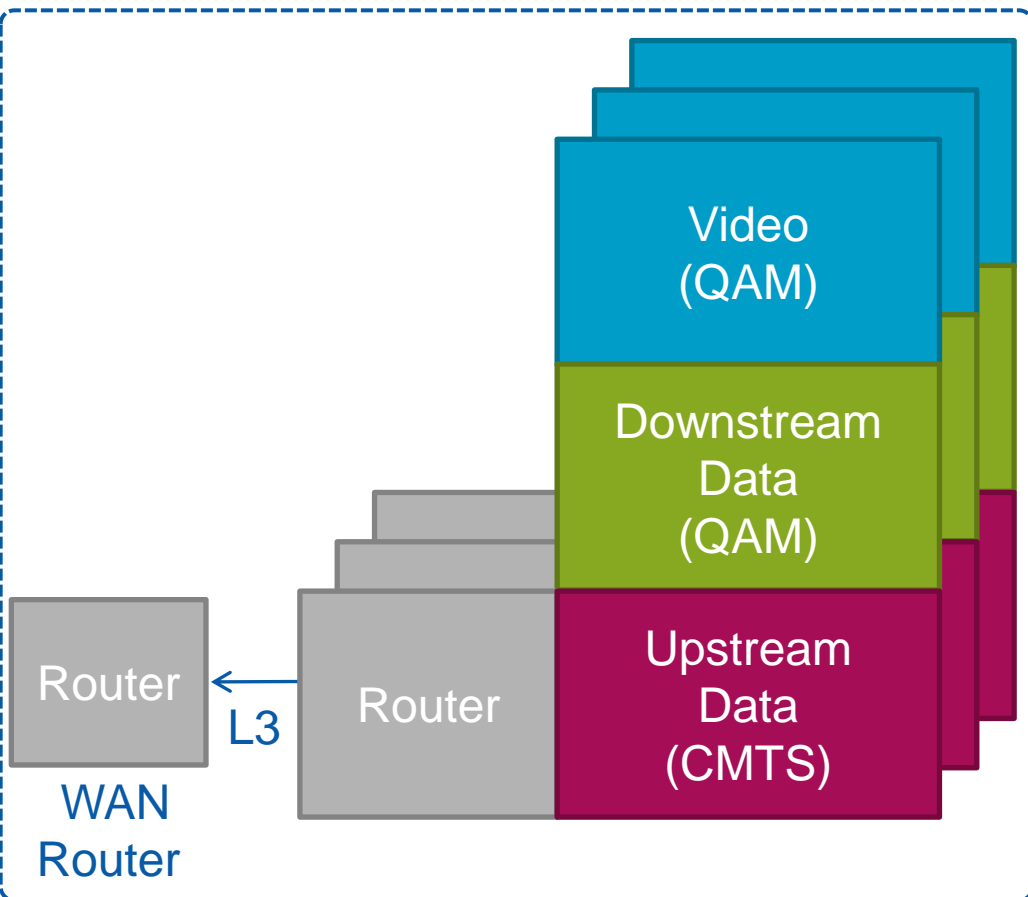 Video
(QAM)
Downstream
Data
(QAM)
Upstream
Data
(CMTS)
Router
L3
Router
WAN
Router